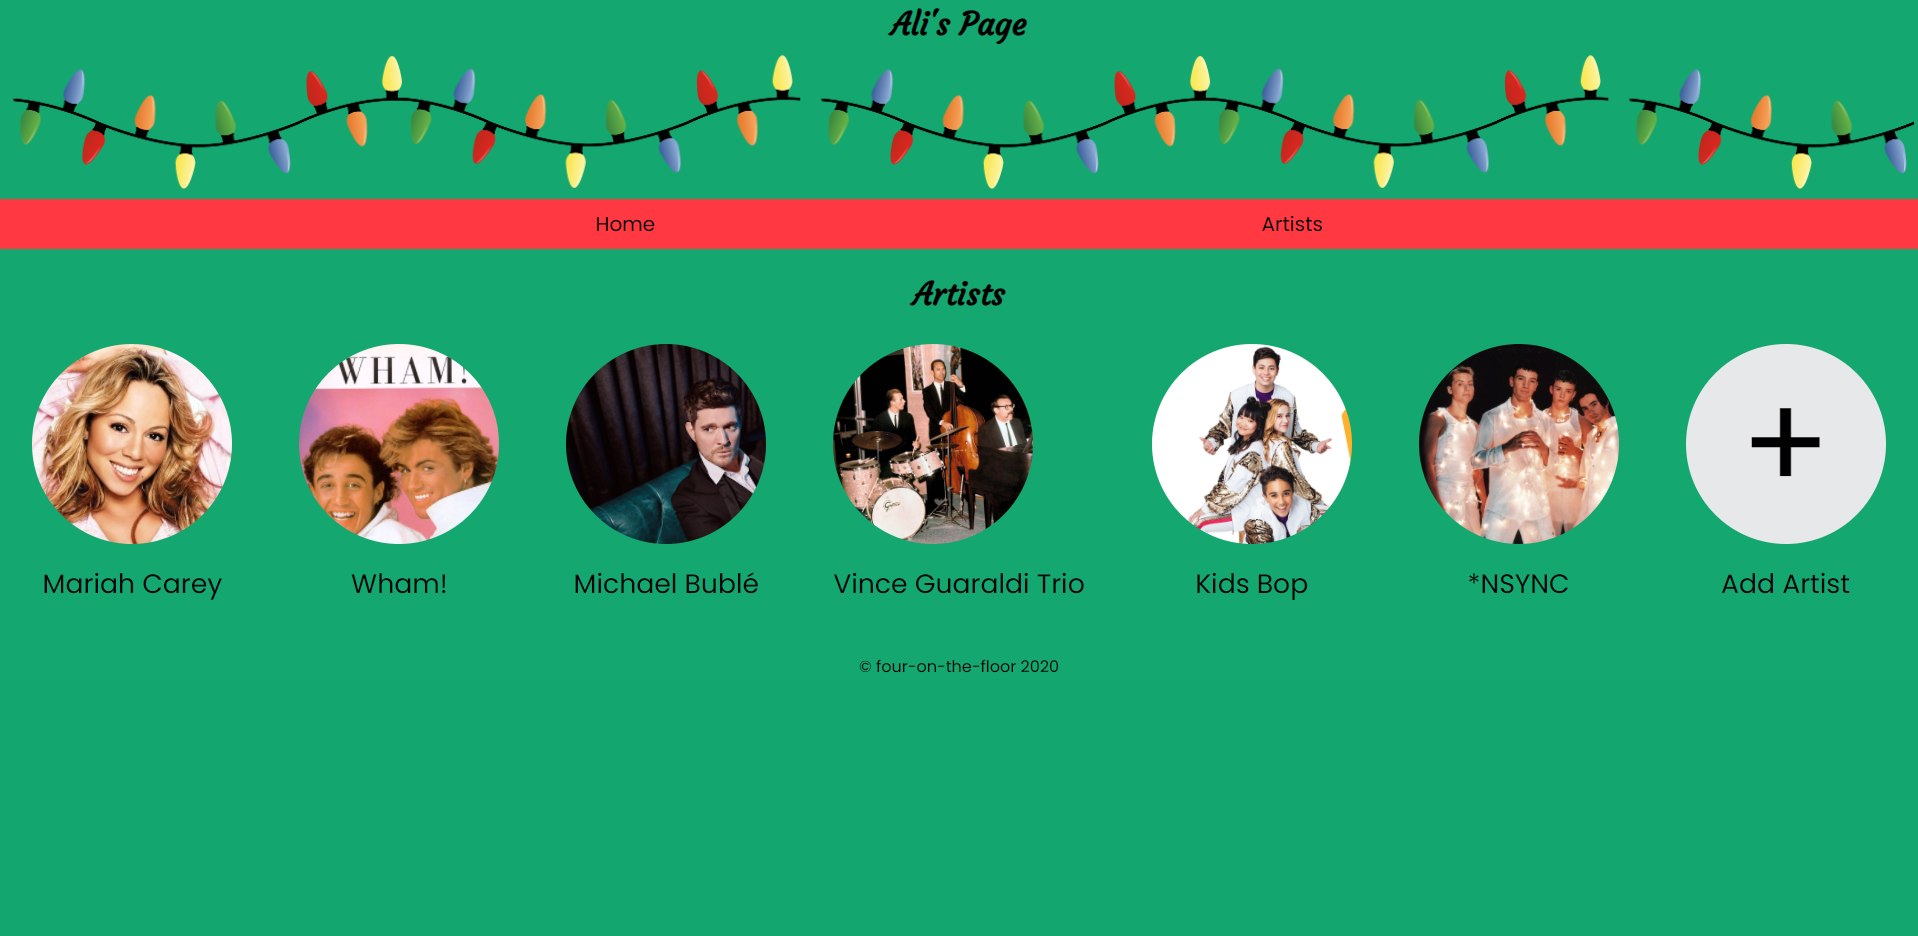 Ali's Page
Home Artists
Artists
WHAM!
Mariah Carey Wham! Michael Bublé Vince Guaraldi Trio Kids Bop *NSYNC Add Artist
© four-on-the-floor 2020